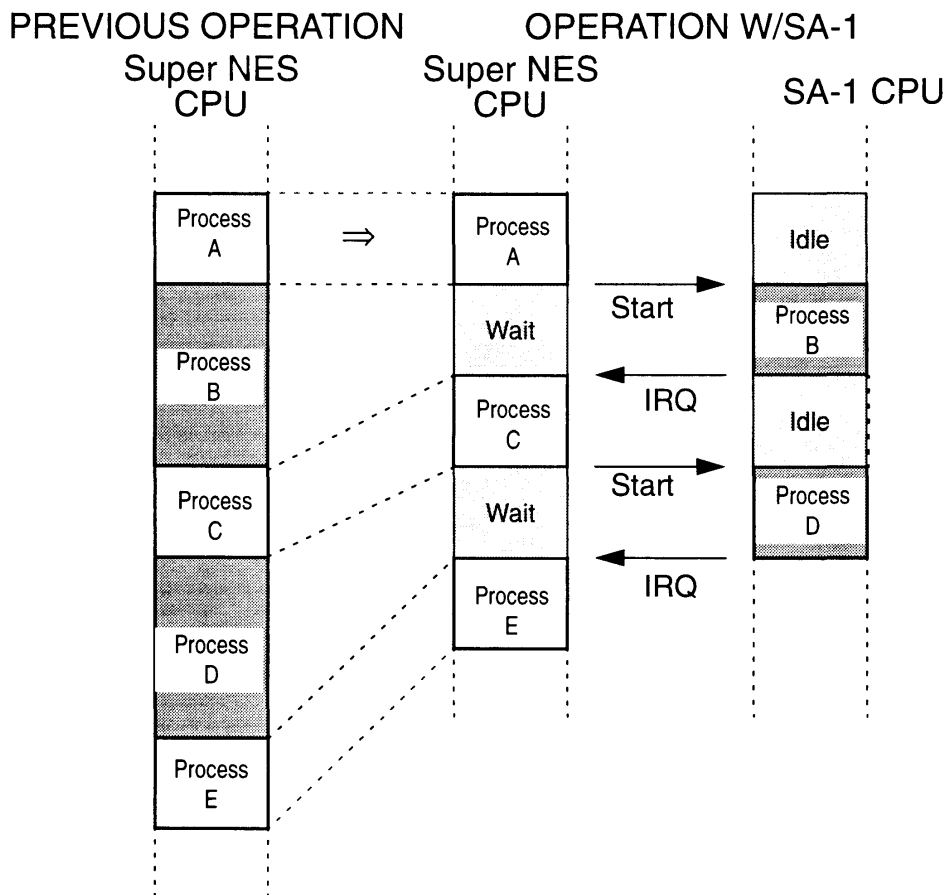 PREVIOUS OPERATION
OPERATION W/SA-1
Super NES
CPU
Super NES
CPU
SA-1 CPU
Process
A
⇒
Process
A
Idle
Start
Process
B
Wait
Process
B
IRQ
Process
C
Idle
Start
Process
C
Wait
Process
D
IRQ
Process
E
Process
D
Process
E